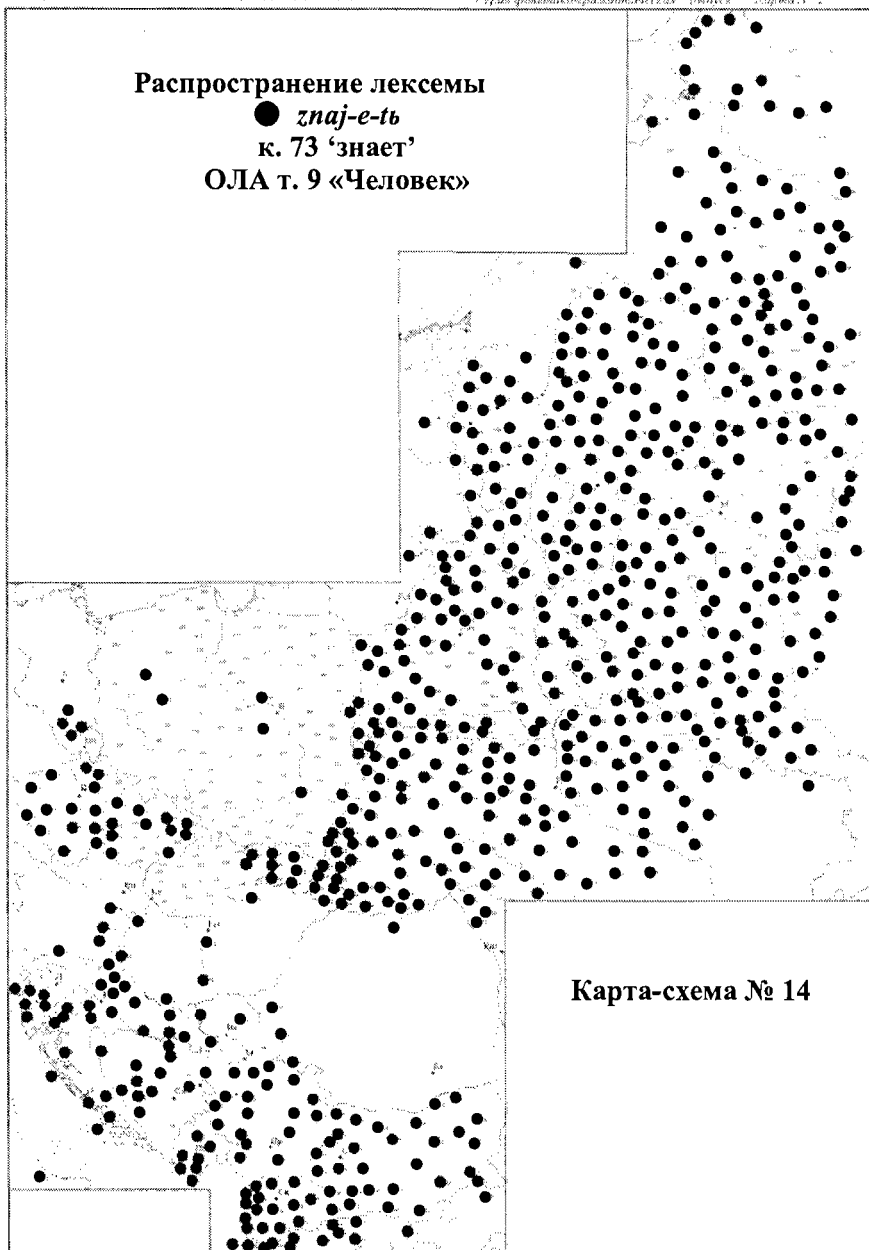 Распространение лексемы
● znaj-e-tь
к. 73 ‘знает’
ОЛА т. 9 «Человек»
Карта-схема № 14